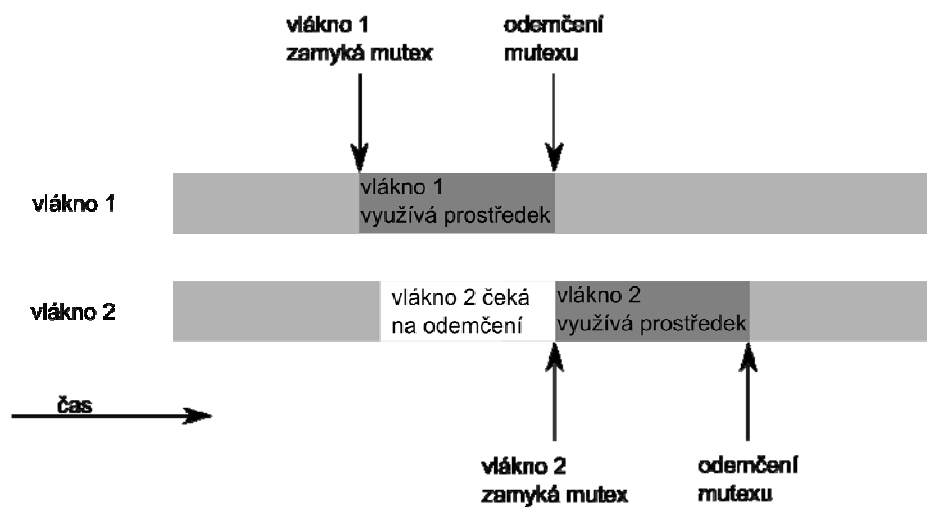 vlákno 1
zamyká mutex
odemčení
mutexu
vlákno 1
vlákno 1
využívá prostředek
vlákno 2
vlákno 2 čeká
na odemčení
vlákno 2
využívá prostředek
čas
vlákno 2
zamyká mutex
odemčení
mutexu